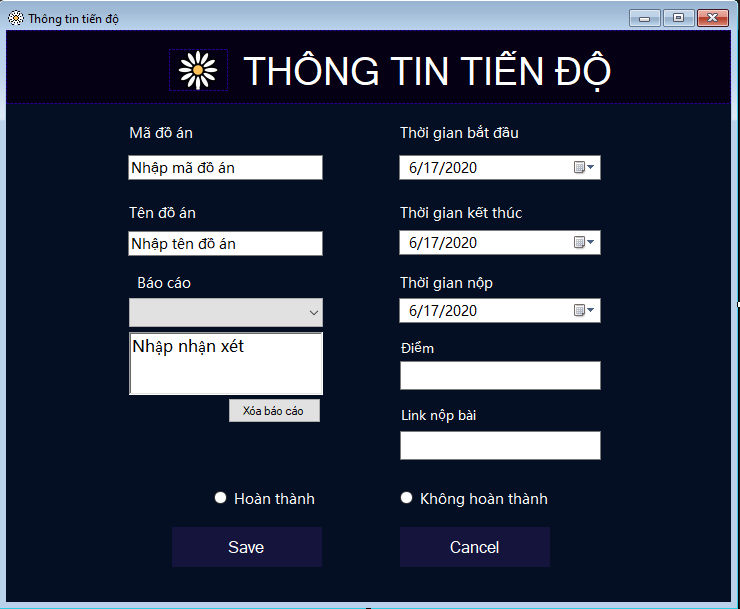 Thông tin tiến độ
THÔNG TIN TIẾN ĐỘ
Mã đồ án
Nhập mã đồ án
Tên đồ án
Nhập tên đồ án
Báo cáo
Nhập nhận xét
Xóa báo cáo
Thời gian bắt đầu
6/17/2020
Thời gian kết thúc
6/17/2020
Thời gian nộp
6/17/2020
Điểm
Link nộp bài
Hoàn thành
Không hoàn thành
Save
Cancel